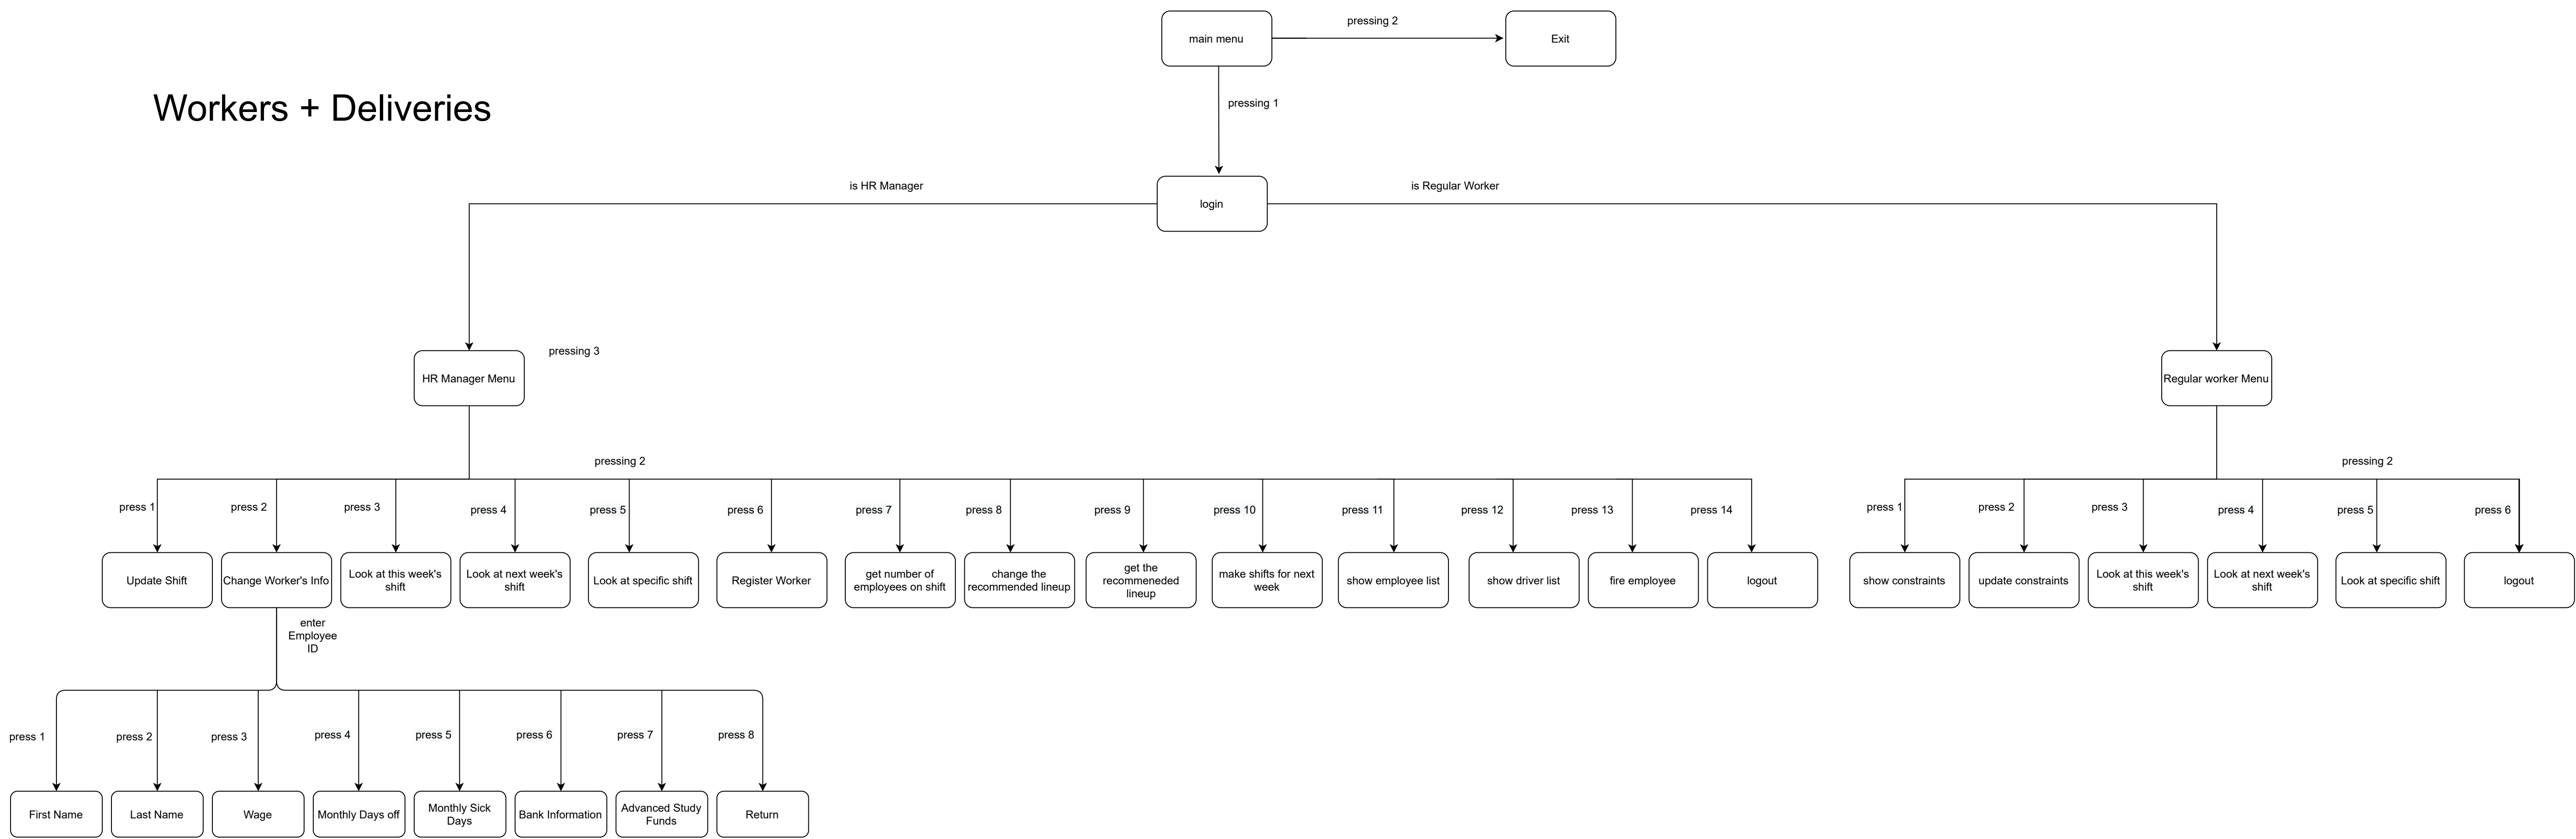 main menu
pressing 2
Exit
Workers + Deliveries
pressing 1
is HR Manager
login
is Regular Worker
HR Manager Menu
pressing 3
Regular worker Menu
pressing 2
pressing 2
press 1
press 2
press 3
press 4
press 5
press 6
press 7
press 8
press 9
press 10
press 11
press 12
press 13
press 14
press 1
press 2
press 3
press 4
press 5
press 6
Update Shift
Change Worker's Info
Look at this week's
shift
Look at next week's
shift
Look at specific shift
Register Worker
get number of
employees on shift
change the
recommended lineup
get the
recommeneded
lineup
make shifts for next
week
show employee list
show driver list
fire employee
logout
show constraints
update constraints
Look at this week's
shift
Look at next week's
shift
Look at specific shift
logout
enter
Employee
ID
press 1
press 2
press 3
press 4
press 5
press 6
press 7
press 8
First Name
Last Name
Wage
Monthly Days off
Monthly Sick
Days
Bank Information
Advanced Study
Funds
Return